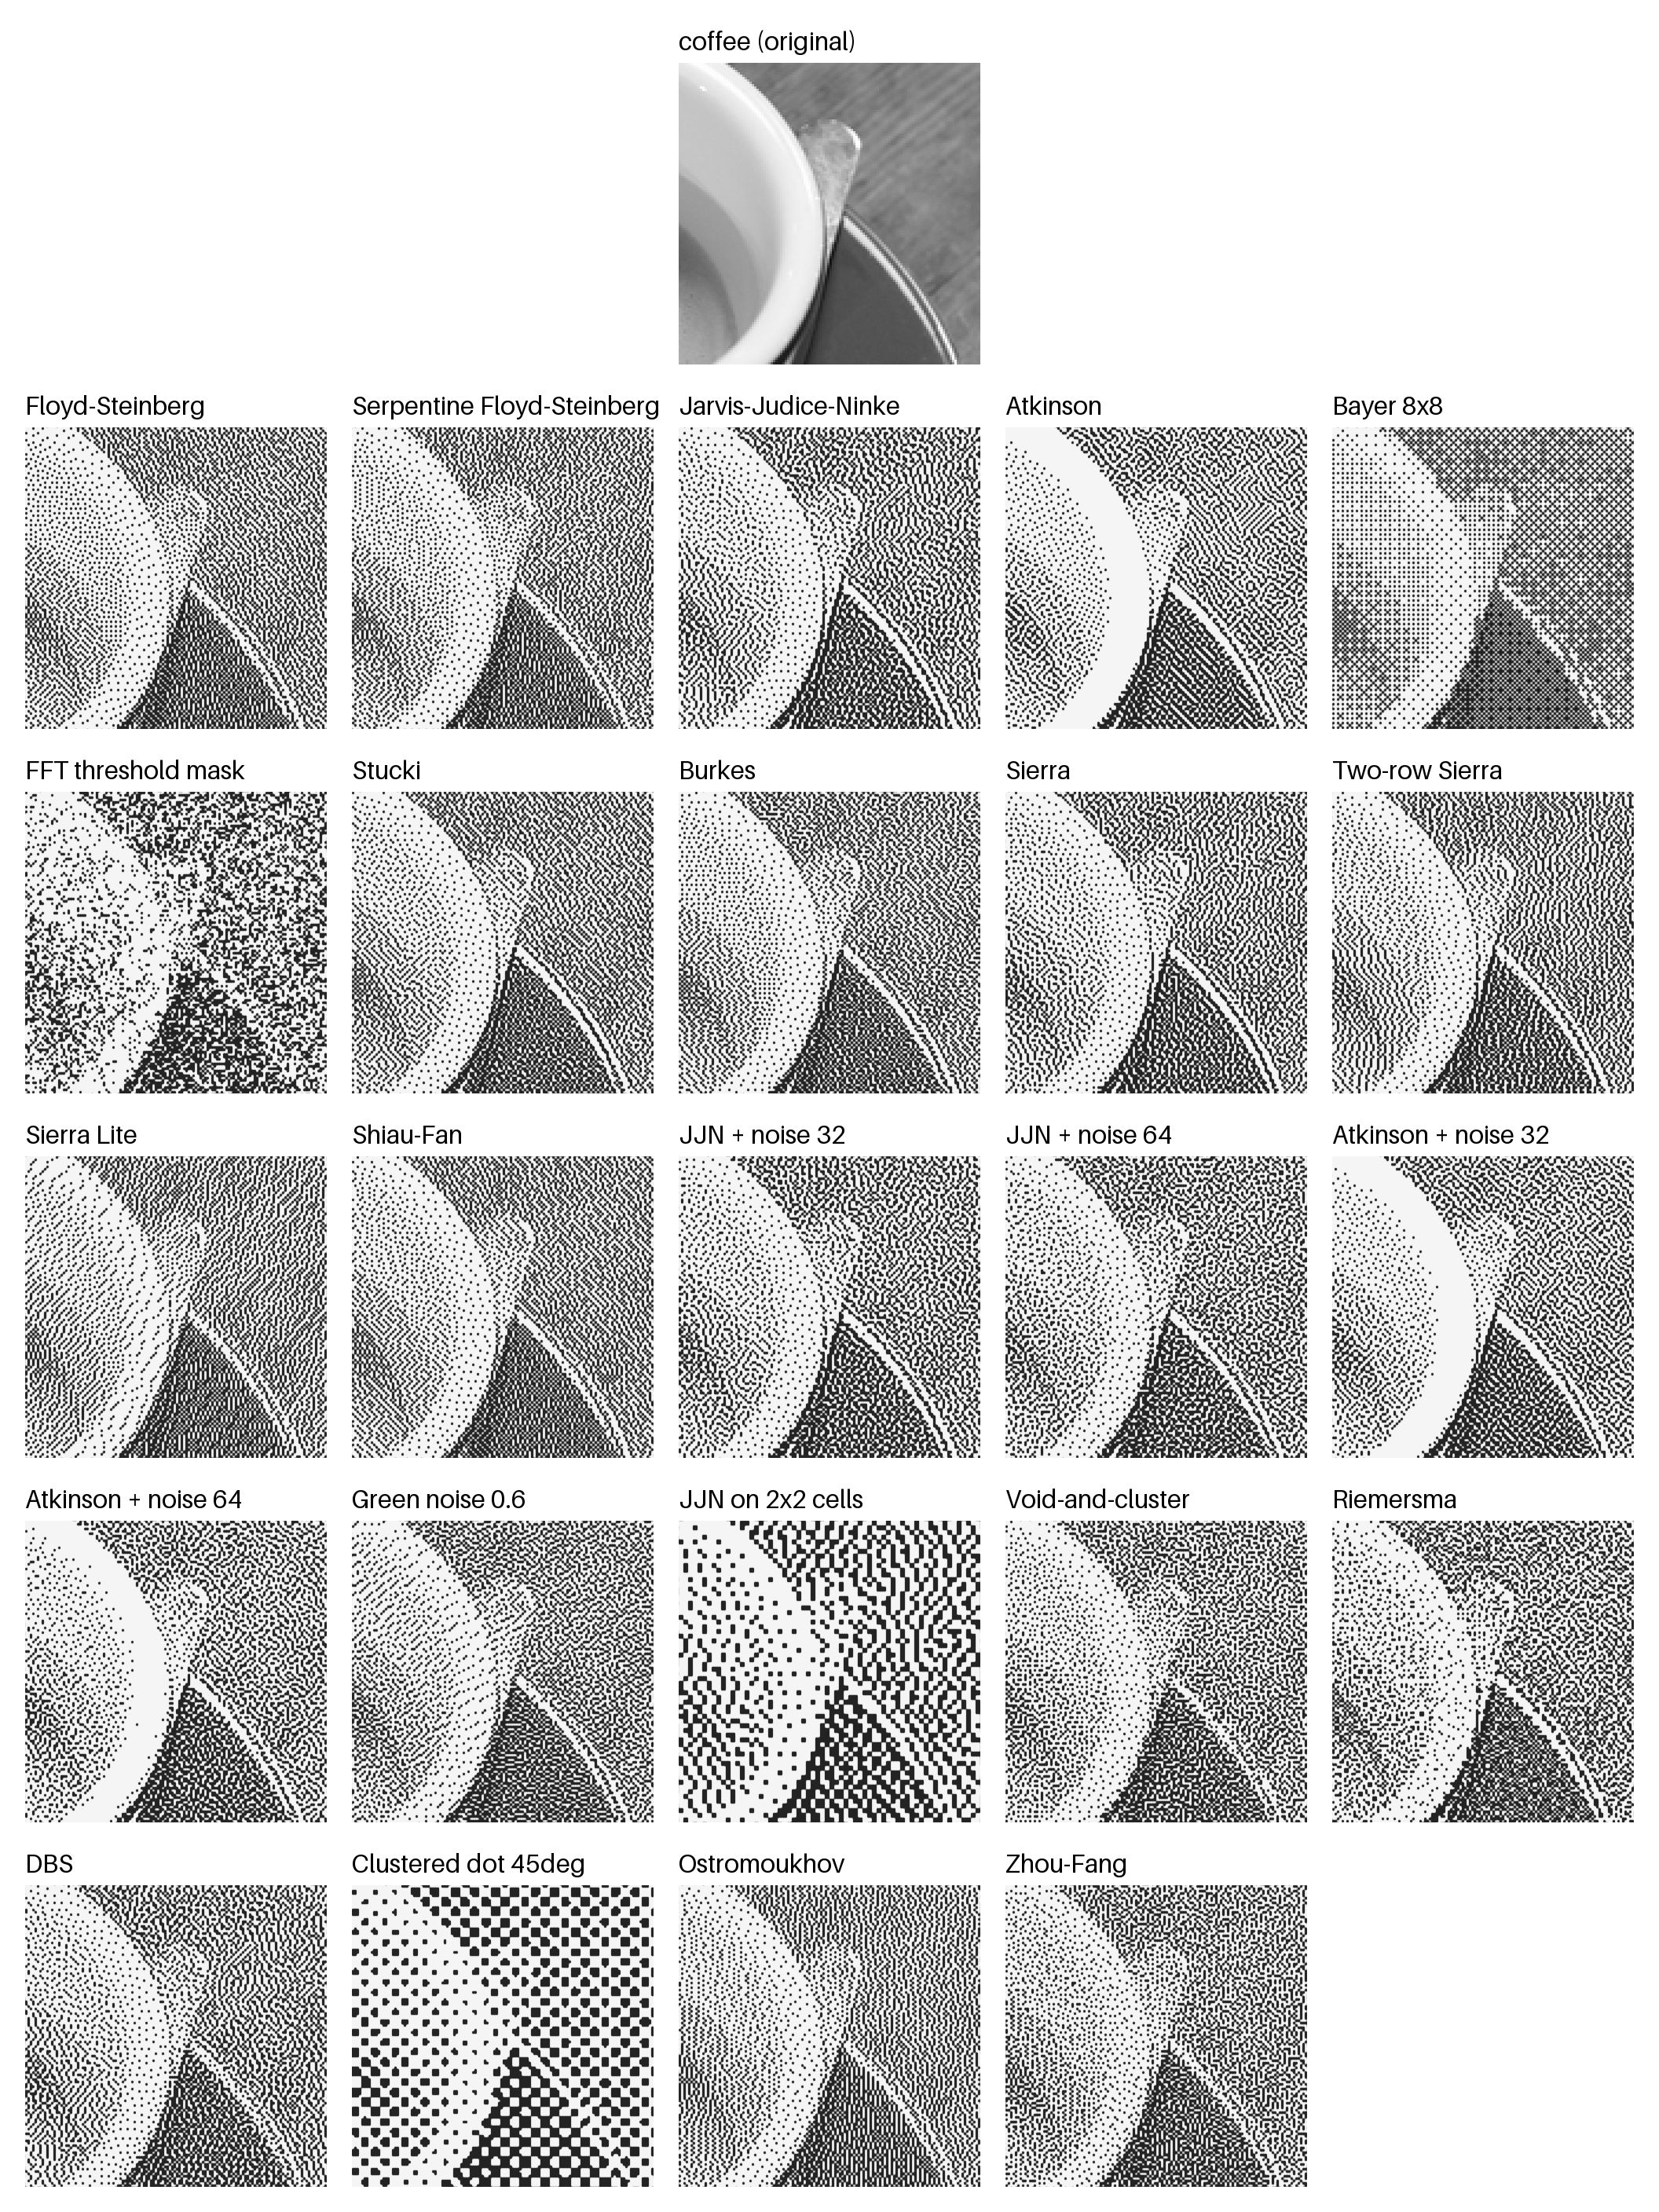 coffee (original)
Floyd-Steinberg
Serpentine Floyd-Steinberg
Jarvis-Judice-Ninke
Atkinson
Bayer 8x8
FFT threshold mask
Stucki
Burkes
Sierra
Two-row Sierra
Sierra Lite
Shiau-Fan
JJN + noise 32
JJN + noise 64
Atkinson + noise 32
Atkinson + noise 64
Green noise 0.6
JJN on 2x2 cells
Void-and-cluster
Riemersma
DBS
Clustered dot 45deg
Ostromoukhov
Zhou-Fang